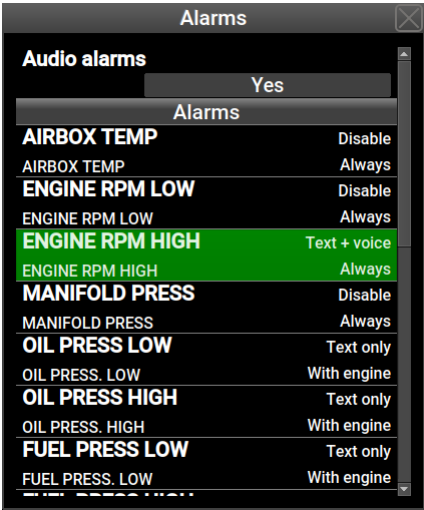 Alarms
Audio alarms
Yes
Alarms
AIRBOX TEMP Disable
AIRBOX TEMP Always
ENGINE RPM LOW Disable
ENGINE RPM LOW Always
ENGINE RPM HIGH Text + voice
ENGINE RPM HIGH Always
MANIFOLD PRESS Disable
MANIFOLD PRESS Always
OIL PRESS LOW Text only
OIL PRESS. LOW With engine
OIL PRESS HIGH Text only
OIL PRESS. HIGH With engine
FUEL PRESS LOW Text only
FUEL PRESS. LOW With engine